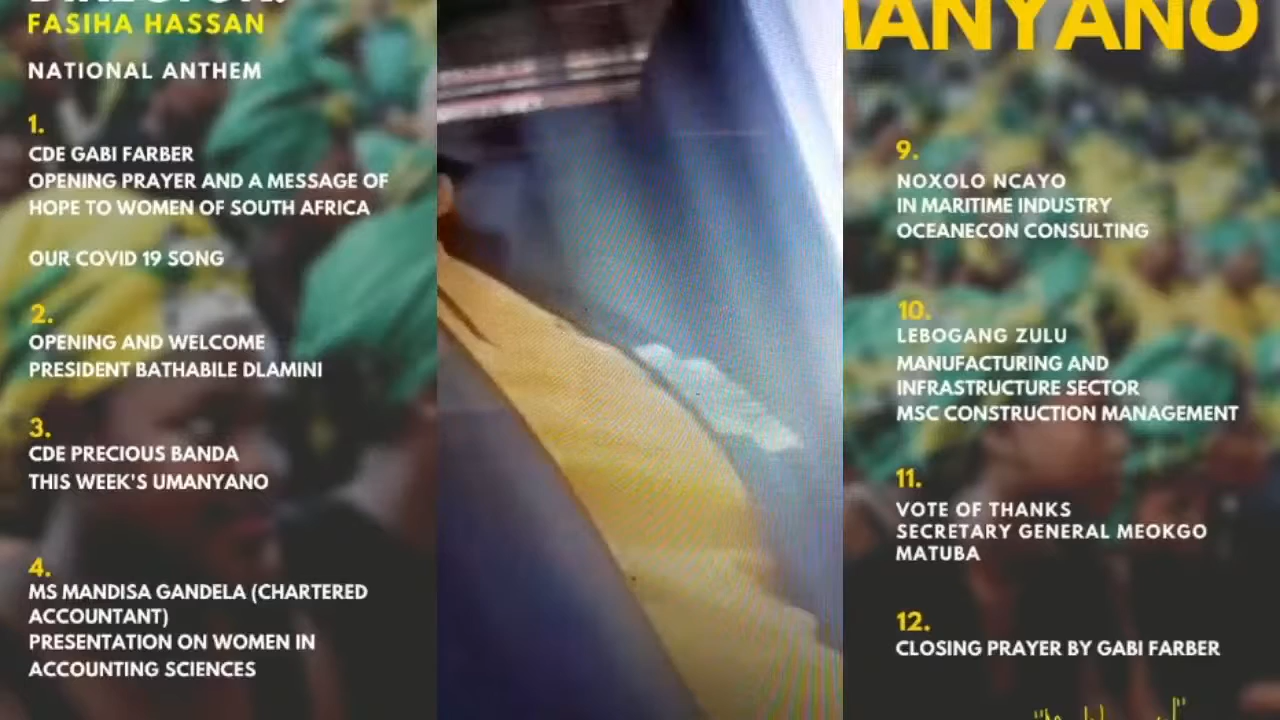 FASIHA HASSAN
NATIONAL ANTHEM
1.
CDE GABI FARBER
OPENING PRAYER AND A MESSAGE OF
HOPE TO WOMEN OF SOUTH AFRICA
OUR COVID 19 SONG
2.
OPENING AND WELCOME
PRESIDENT BATHABILE DLAMINI
3.
CDE PRECIOUS BANDA
THIS WEEK'S UMANYANO
4.
MS MANDISA GANDELA (CHARTERED
ACCOUNTANT)
PRESENTATION ON WOMEN IN
ACCOUNTING SCIENCES
MANYANO
9.
NOXOLO NCAYO
IN MARITIME INDUSTRY
OCEANECON CONSULTING
10.
LEBOGANG ZULU
MANUFACTURING AND
INFRASTRUCTURE SECTOR
MSC CONSTRUCTION MANAGEMENT
11.
VOTE OF THANKS
SECRETARY GENERAL MEOKGO
MATUBA
12.
CLOSING PRAYER BY GABI FARBER